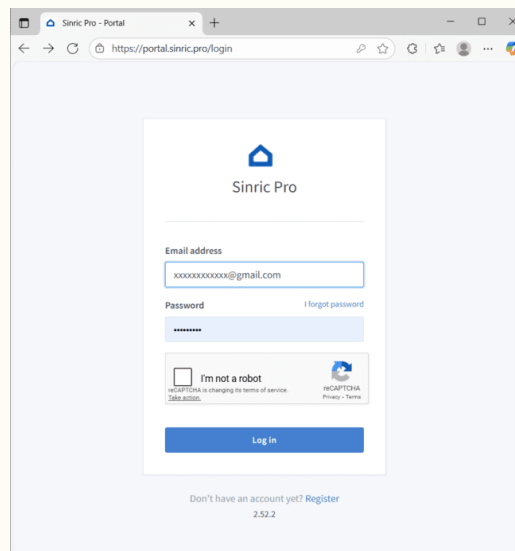 Sinric Pro - Portal
https://portal.sinric.pro/login
Sinric Pro
Email address
xxxxxxxxxxxx@gmail.com
Password I forgot password
•••••••••
I'm not a robot
reCAPTCHA is changing its terms of service.
Take action.
reCAPTCHA
Privacy - Terms
Log in
Don't have an account yet? Register
2.52.2